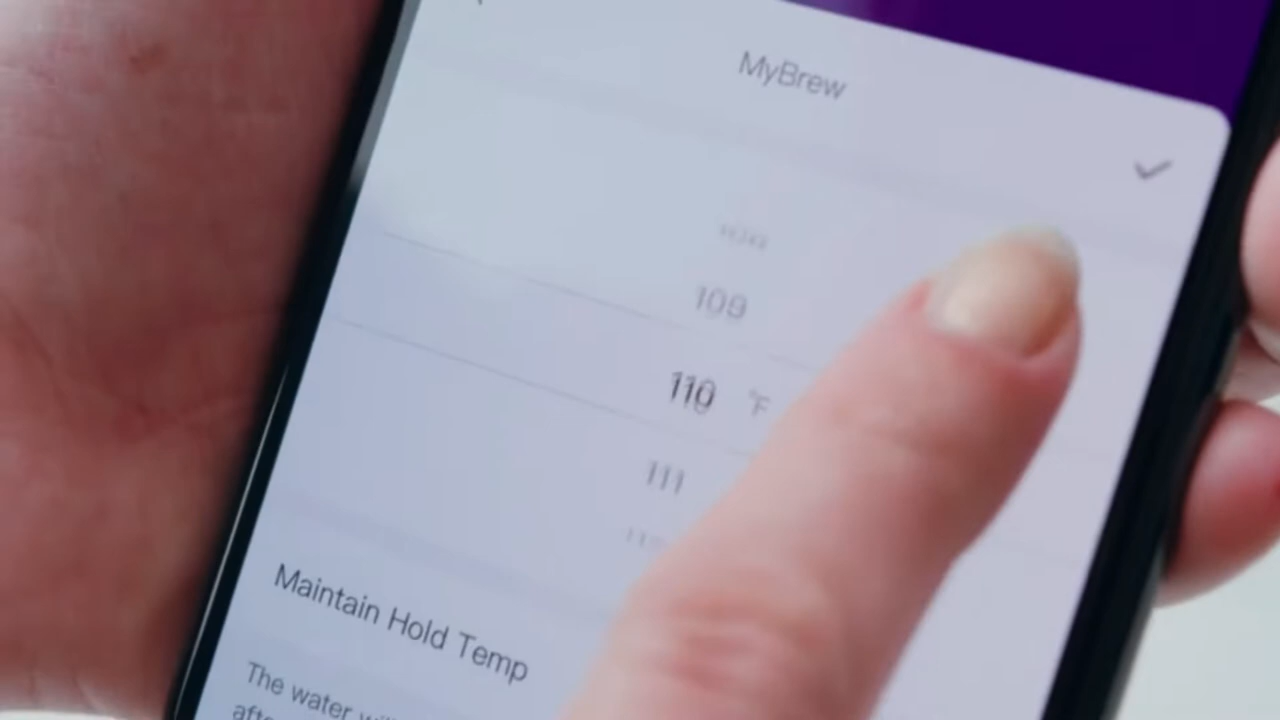 MyBrew
109
110 °F
111
Maintain Hold Temp
The water